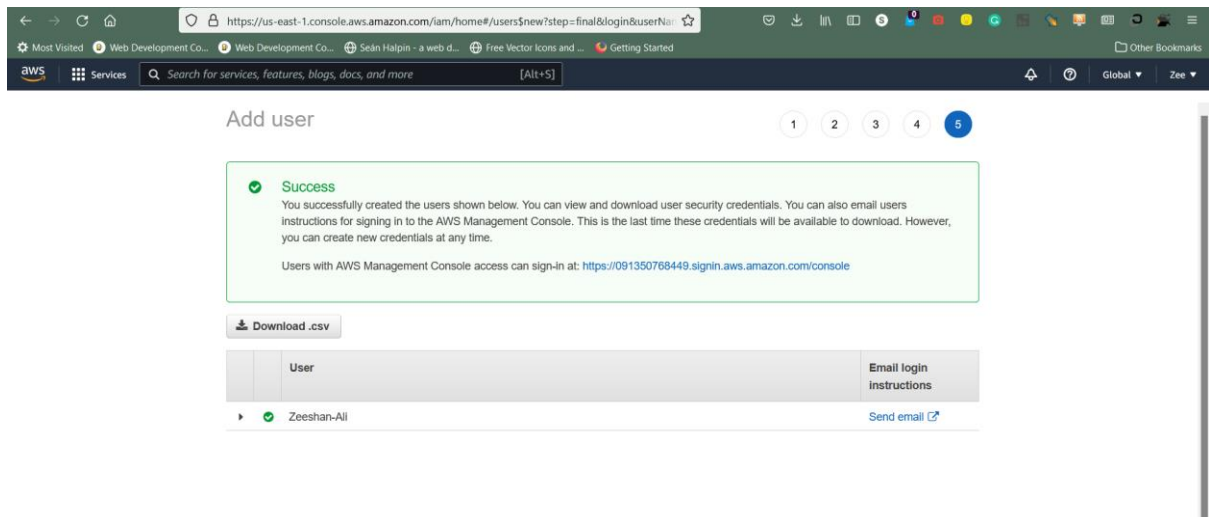 https://us-east-1.console.aws.amazon.com/iam/home#/users$new?step=final&login&userNar
Most Visited Web Development Co... Web Development Co... Seán Halpin - a web d... Free Vector Icons and ... Getting Started Other Bookmarks
aws Services Search for services, features, blogs, docs, and more [Alt+S] Global Zee
Add user 1 2 3 4 5
Success
You successfully created the users shown below. You can view and download user security credentials. You can also email users
instructions for signing in to the AWS Management Console. This is the last time these credentials will be available to download. However,
you can create new credentials at any time.
Users with AWS Management Console access can sign-in at: https://091350768449.signin.aws.amazon.com/console
Download .csv
User Email login
instructions
Zeeshan-Ali Send email